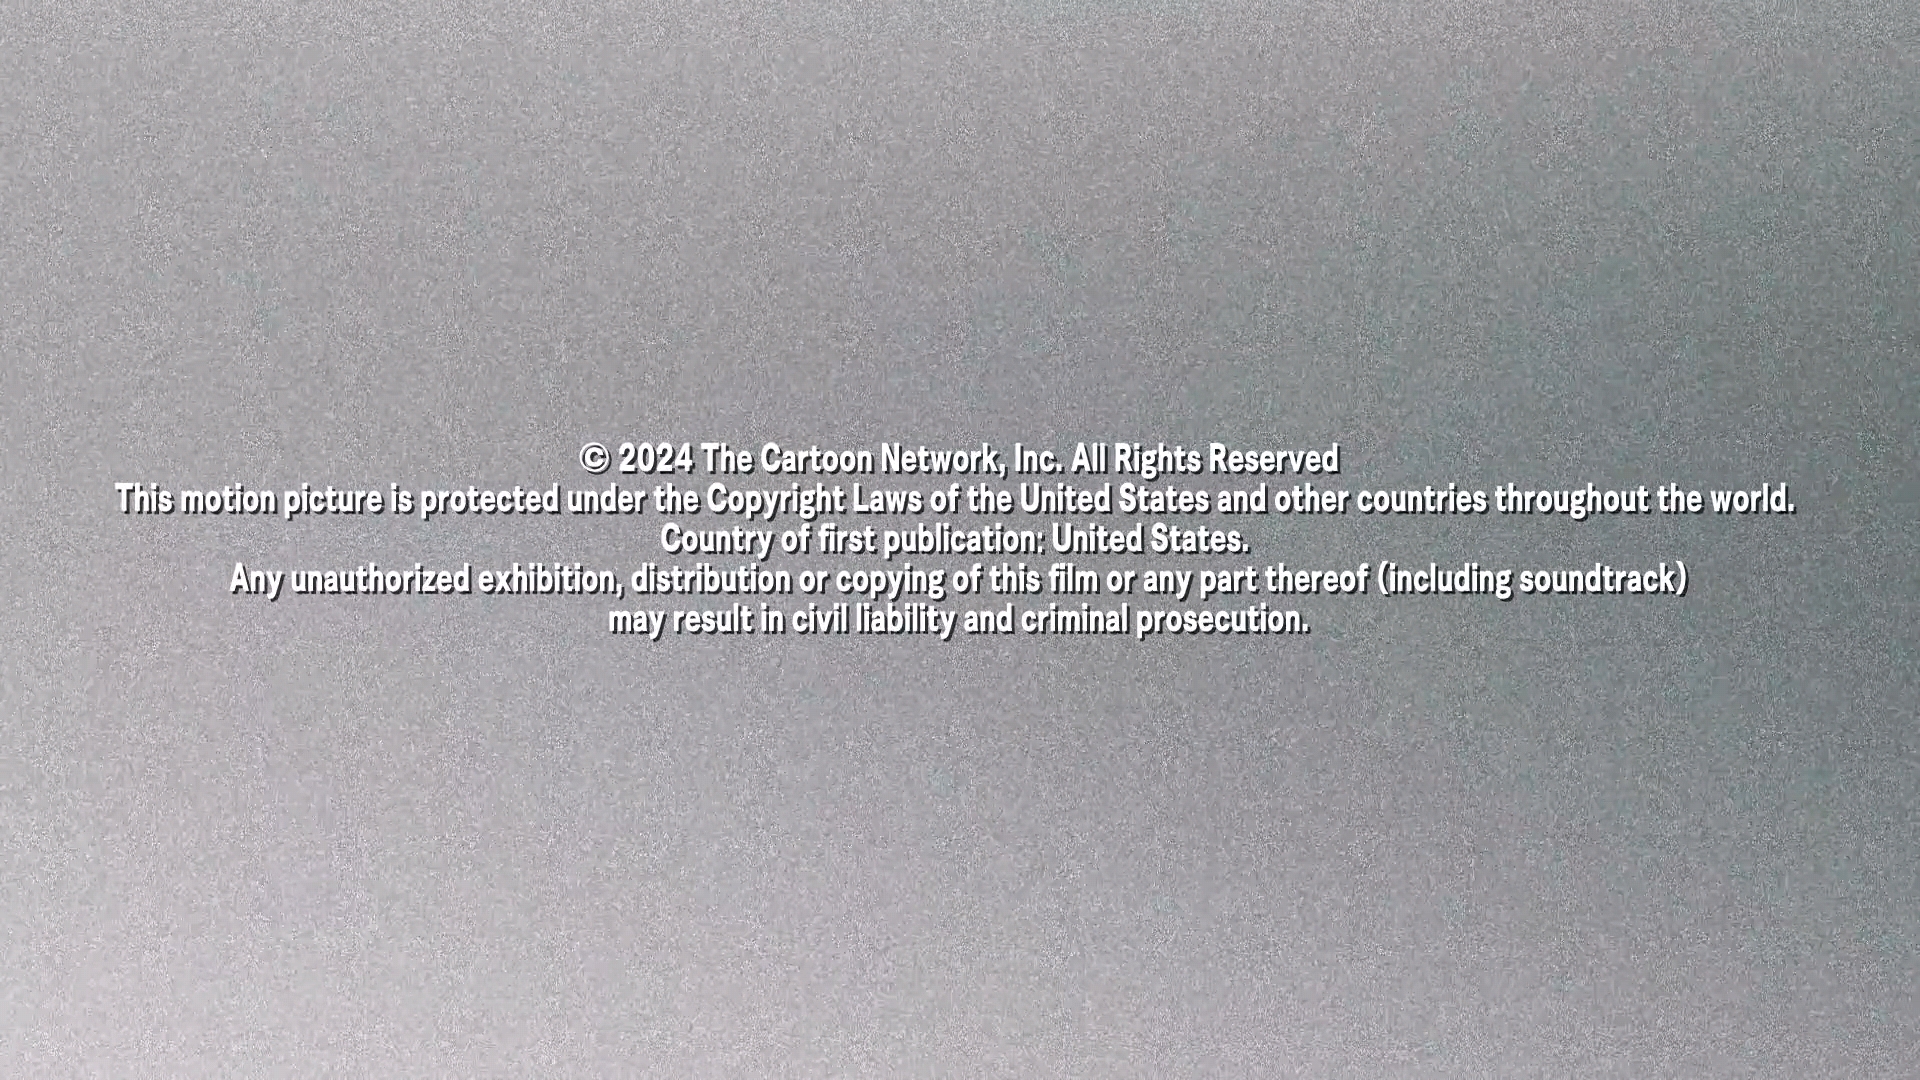 © 2024 The Cartoon Network, Inc. All Rights Reserved
This motion picture is protected under the Copyright Laws of the United States and other countries throughout the world.
Country of first publication: United States.
Any unauthorized exhibition, distribution or copying of this film or any part thereof (including soundtrack)
may result in civil liability and criminal prosecution.